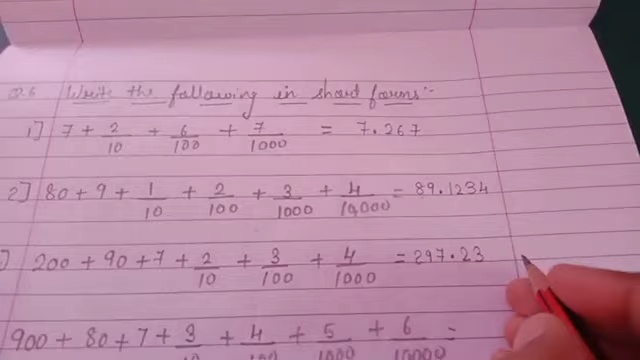 Q.6 Write the following in short forms:-
1] 7 + 2/10 + 6/100 + 7/1000 = 7.267
2] 80 + 9 + 1/10 + 2/100 + 3/1000 + 4/10,000 = 89.1234
] 200 + 90 + 7 + 2/10 + 3/100 + 4/1000 = 297.23
900 + 80 + 7 + 3/10 + 4/100 + 5/1000 + 6/10000 =